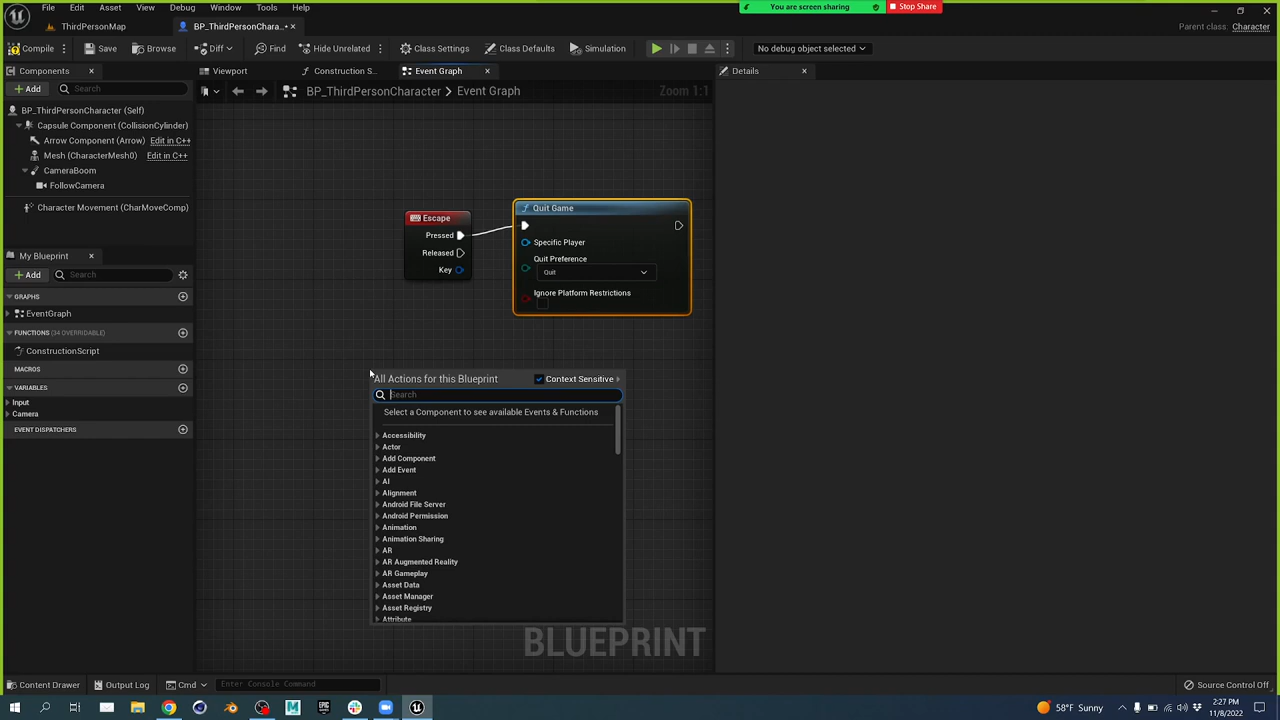 You are screen sharing
Stop Share
File Edit Asset View Debug Window Tools Help
ThirdPersonMap
BP_ThirdPersonChara...
Parent class: Character
Compile Save Browse Diff Find Hide Unrelated Class Settings Class Defaults Simulation No debug object selected
Components
Viewport
Construction S...
Event Graph
Details
Add Search
BP_ThirdPersonCharacter > Event Graph
Zoom 1:1
BP_ThirdPersonCharacter (Self)
Capsule Component (CollisionCylinder)
Arrow Component (Arrow) Edit in C++
Mesh (CharacterMesh0) Edit in C++
CameraBoom
FollowCamera
Character Movement (CharMoveComp)
My Blueprint
Add Search
GRAPHS
EventGraph
FUNCTIONS (34 OVERRIDABLE)
ConstructionScript
MACROS
VARIABLES
Input
Camera
EVENT DISPATCHERS
Escape
Pressed
Released
Key
Quit Game
Specific Player
Quit Preference
Quit
Ignore Platform Restrictions
All Actions for this Blueprint Context Sensitive
Search
Select a Component to see available Events & Functions
Accessibility
Actor
Add Component
Add Event
AI
Alignment
Android File Server
Android Permission
Animation
Animation Sharing
AR
AR Augmented Reality
AR Gameplay
Asset Data
Asset Manager
Asset Registry
Attribute
BLUEPRINT
Content Drawer Output Log Cmd Enter Console Command Source Control Off
58°F Sunny
2:27 PM
11/8/2022